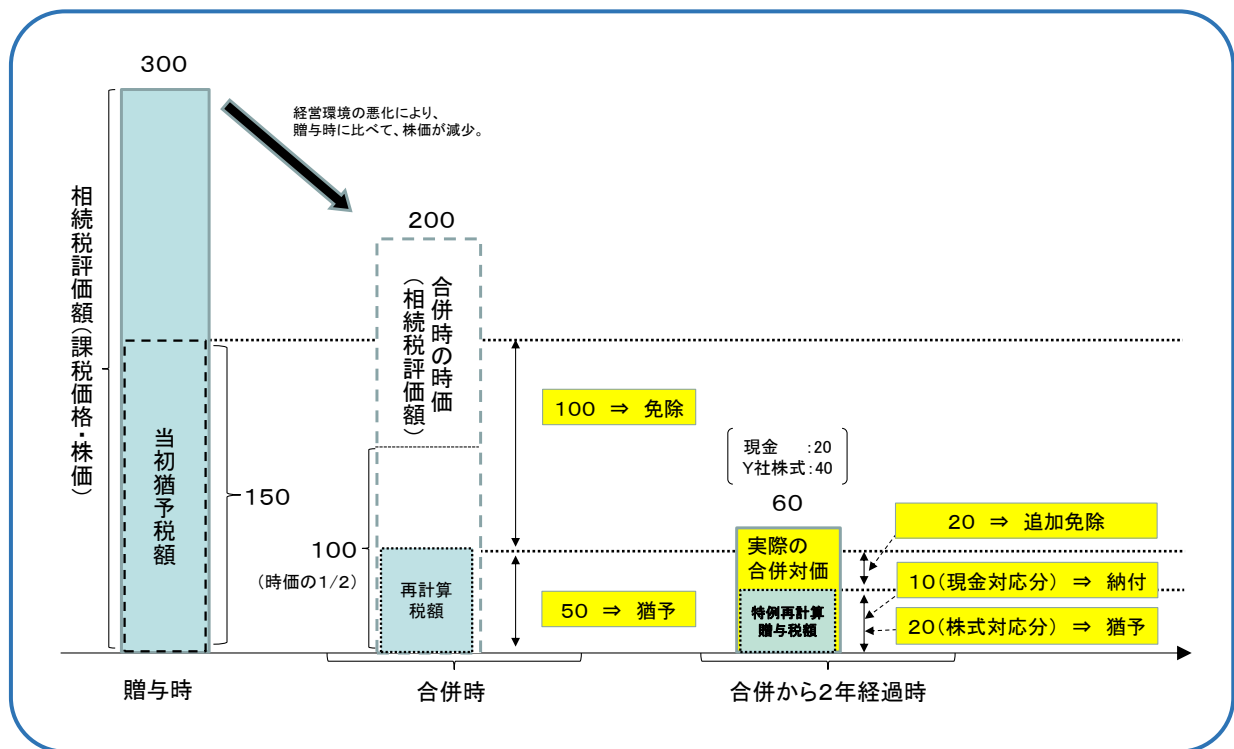 300
経営環境の悪化により、
贈与時に比べて、株価が減少。
相続税評価額(課税価格・株価)
当初猶予税額
150
200
合併時の時価
(相続税評価額)
100
(時価の1/2)
再計算
税額
100 ⇒ 免除
50 ⇒ 猶予
現金 :20
Y社株式:40
60
実際の
合併対価
特例再計算
贈与税額
20 ⇒ 追加免除
10(現金対応分) ⇒ 納付
20(株式対応分) ⇒ 猶予
贈与時
合併時
合併から2年経過時